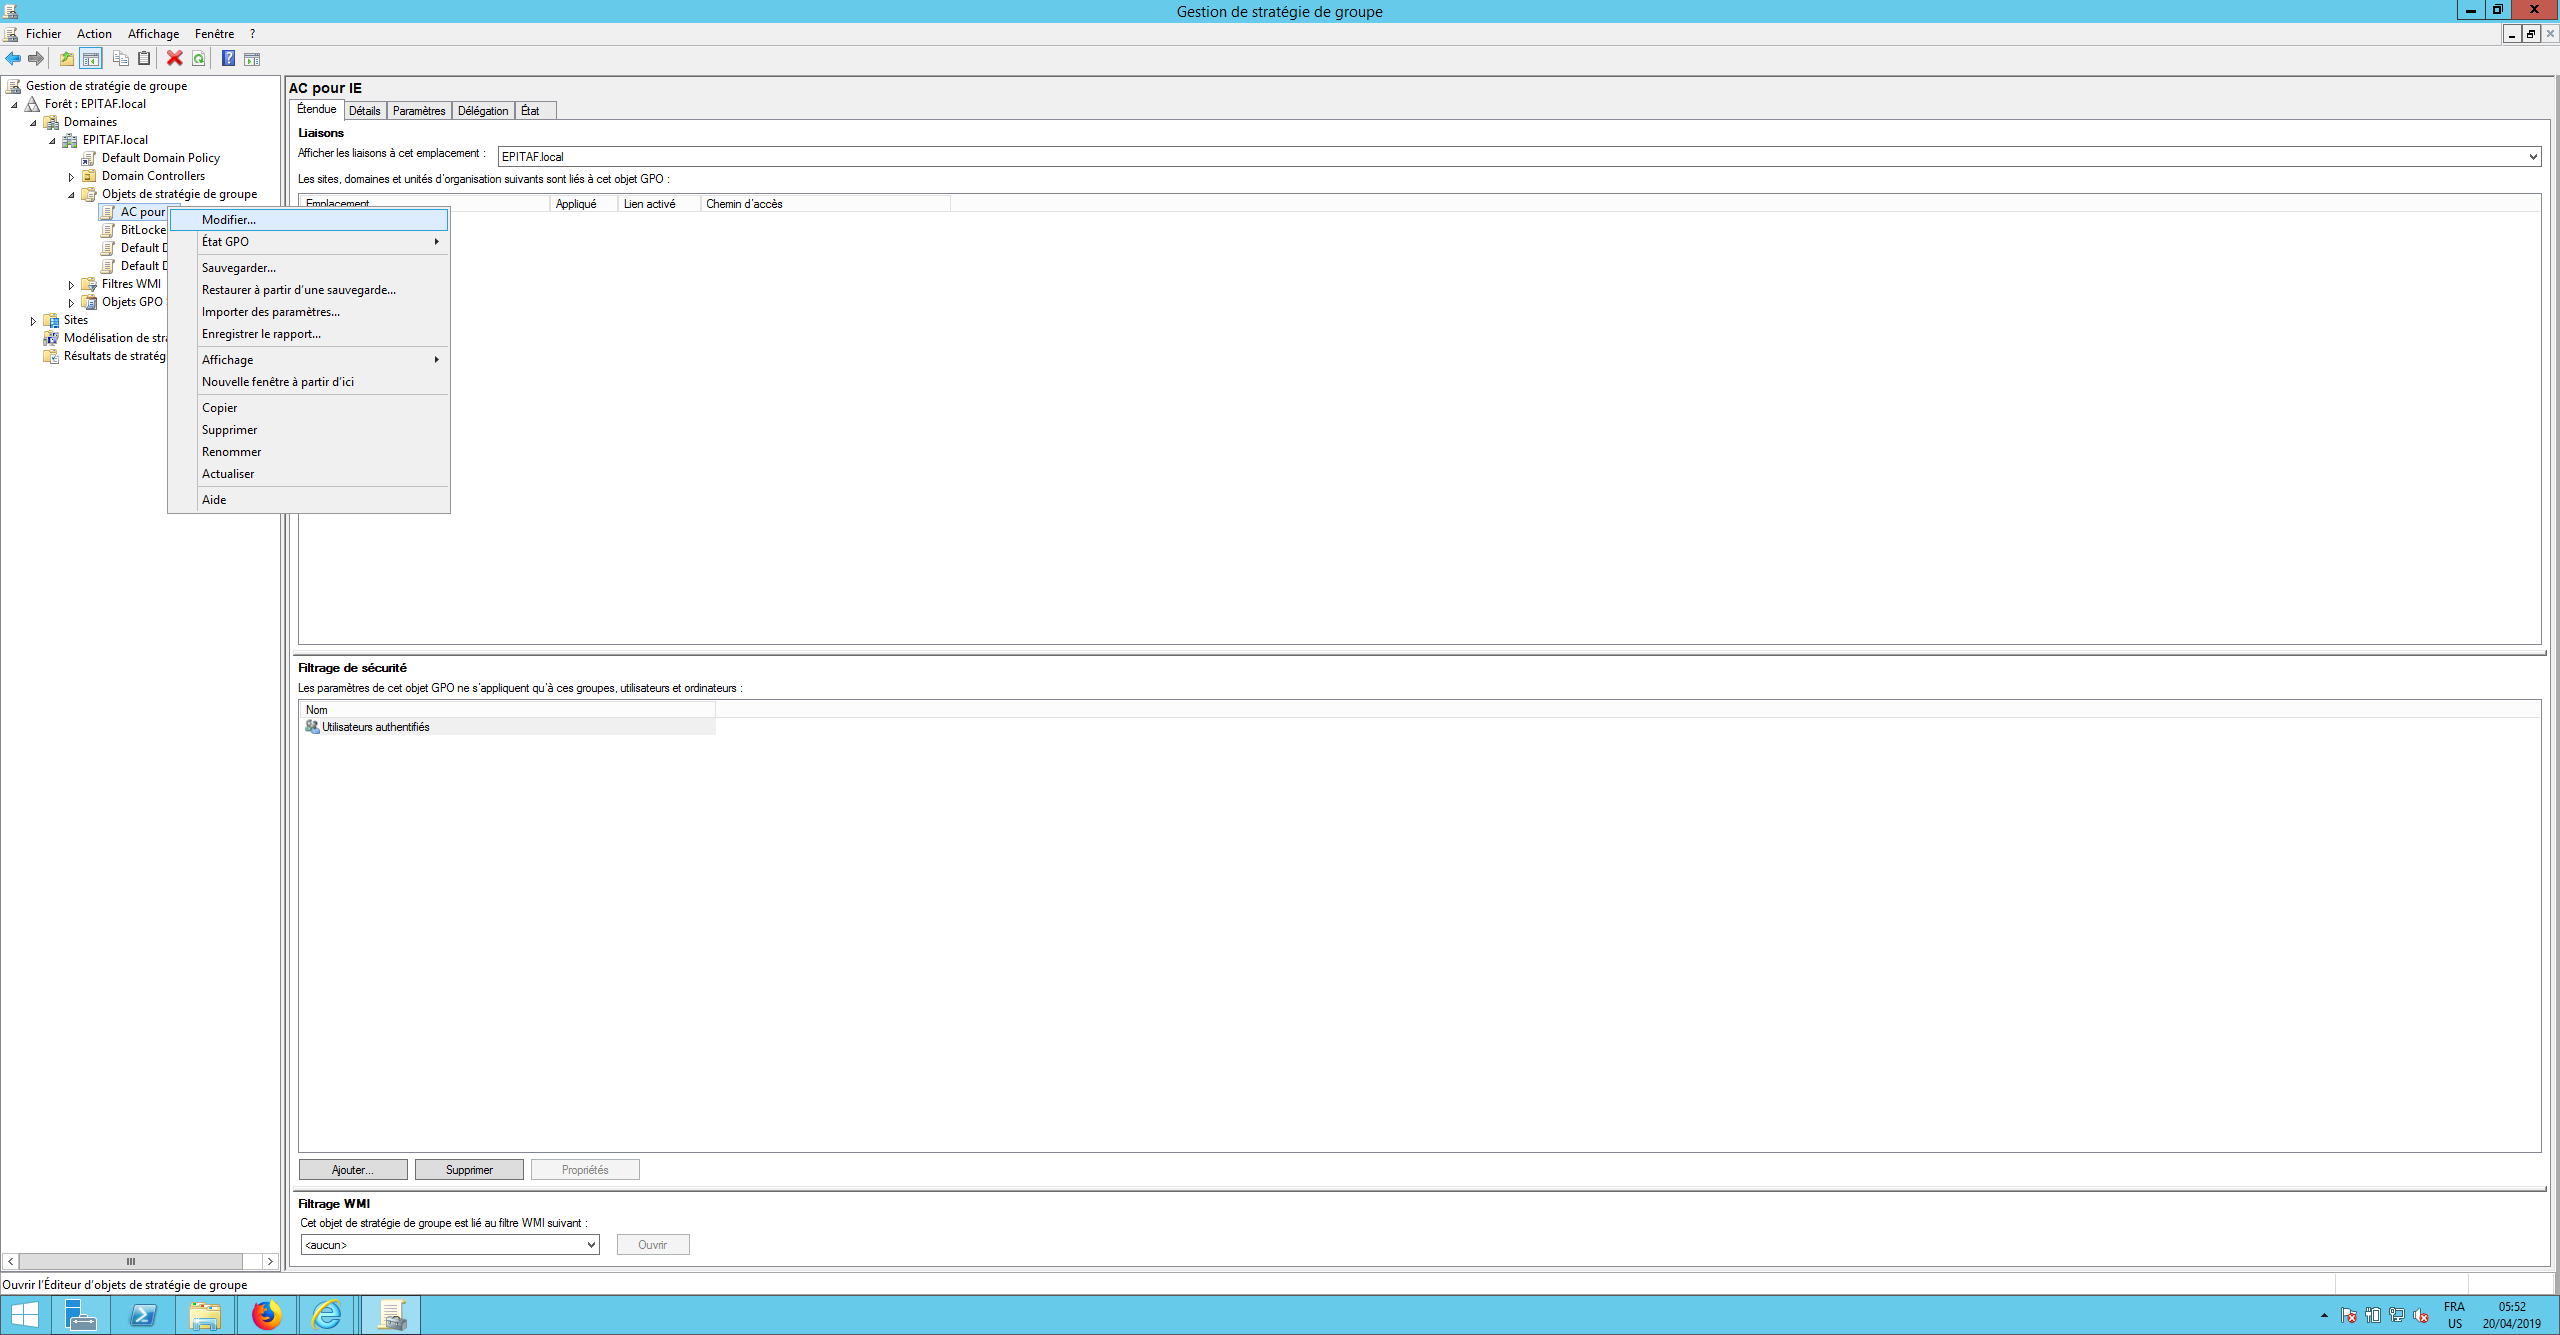 Gestion de stratégie de groupe
Fichier Action Affichage Fenêtre ?
Gestion de stratégie de groupe
Forêt : EPITAF.local
Domaines
EPITAF.local
Default Domain Policy
Domain Controllers
Objets de stratégie de groupe
AC pour
BitLocke
Default D
Default D
Filtres WMI
Objets GPO
Sites
Modélisation de stra
Résultats de stratég
Modifier...
État GPO
Sauvegarder...
Restaurer à partir d'une sauvegarde...
Importer des paramètres...
Enregistrer le rapport...
Affichage
Nouvelle fenêtre à partir d'ici
Copier
Supprimer
Renommer
Actualiser
Aide
AC pour IE
Étendue Détails Paramètres Délégation État
Liaisons
Afficher les liaisons à cet emplacement : EPITAF.local
Les sites, domaines et unités d'organisation suivants sont liés à cet objet GPO :
Emplacement Appliqué Lien activé Chemin d'accès
Filtrage de sécurité
Les paramètres de cet objet GPO ne s'appliquent qu'à ces groupes, utilisateurs et ordinateurs :
Nom
Utilisateurs authentifiés
Ajouter... Supprimer Propriétés
Filtrage WMI
Cet objet de stratégie de groupe est lié au filtre WMI suivant :
<aucun> Ouvrir
Ouvrir l'Éditeur d'objets de stratégie de groupe
FRA 05:52
US 20/04/2019